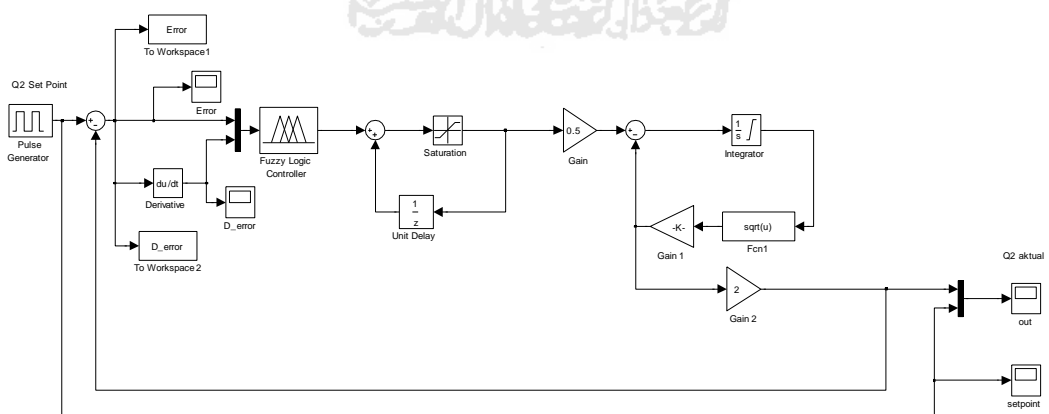 Error
To Workspace1
Q2 Set Point
Error
Pulse
Generator
Fuzzy Logic
Controller
Saturation
0.5
Gain
1
s
Integrator
du/dt
Derivative
D_error
1
z
Unit Delay
-K-
Gain 1
sqrt(u)
Fcn1
D_error
To Workspace2
2
Gain 2
Q2 aktual
out
setpoint